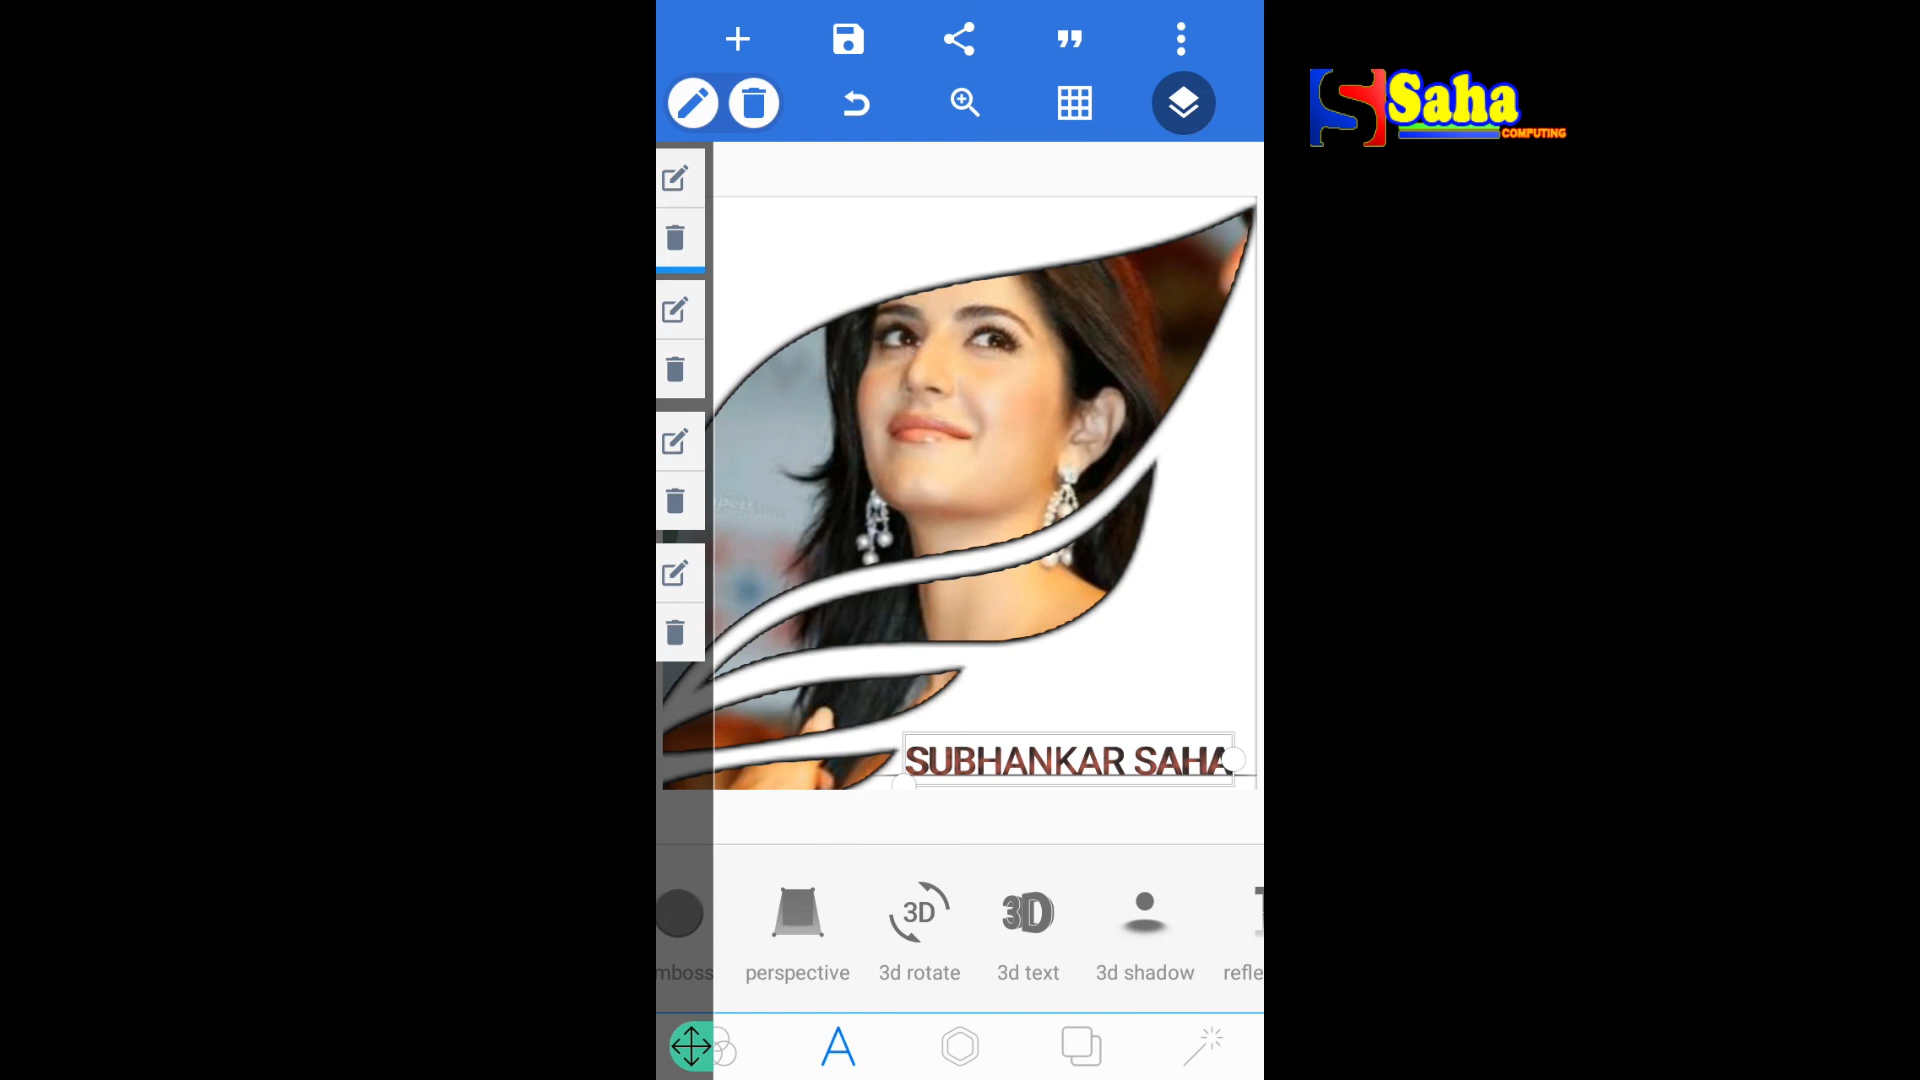 Saha
COMPUTING
SUBHANKAR SAHA
3D
3D
mboss
perspective
3d rotate
3d text
3d shadow
refle